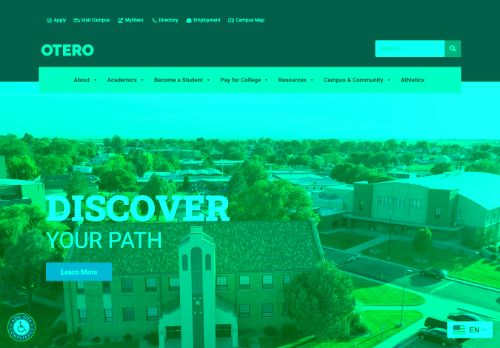 Apply Visit Campus MyOtero Directory Employment Campus Map
OTERO
About Academics Become a Student Pay for College Resources Campus & Community Athletics
DISCOVER
YOUR PATH
Learn More
EN